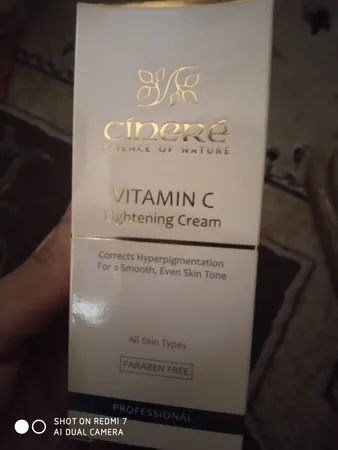 cíneré
SCIENCE OF NATURE
VITAMIN C
Lightening Cream
Corrects Hyperpigmentation
For a Smooth, Even Skin Tone
All Skin Types
PARABEN FREE
PROFESSIONAL
SHOT ON REDMI 7
AI DUAL CAMERA